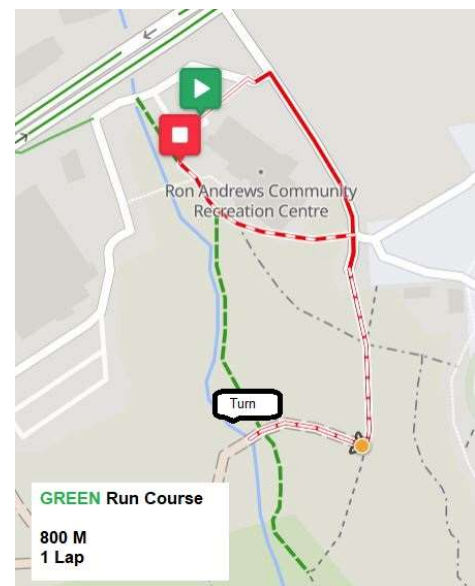 Ron Andrews Community
Recreation Centre
Turn
GREEN Run Course
800 M
1 Lap